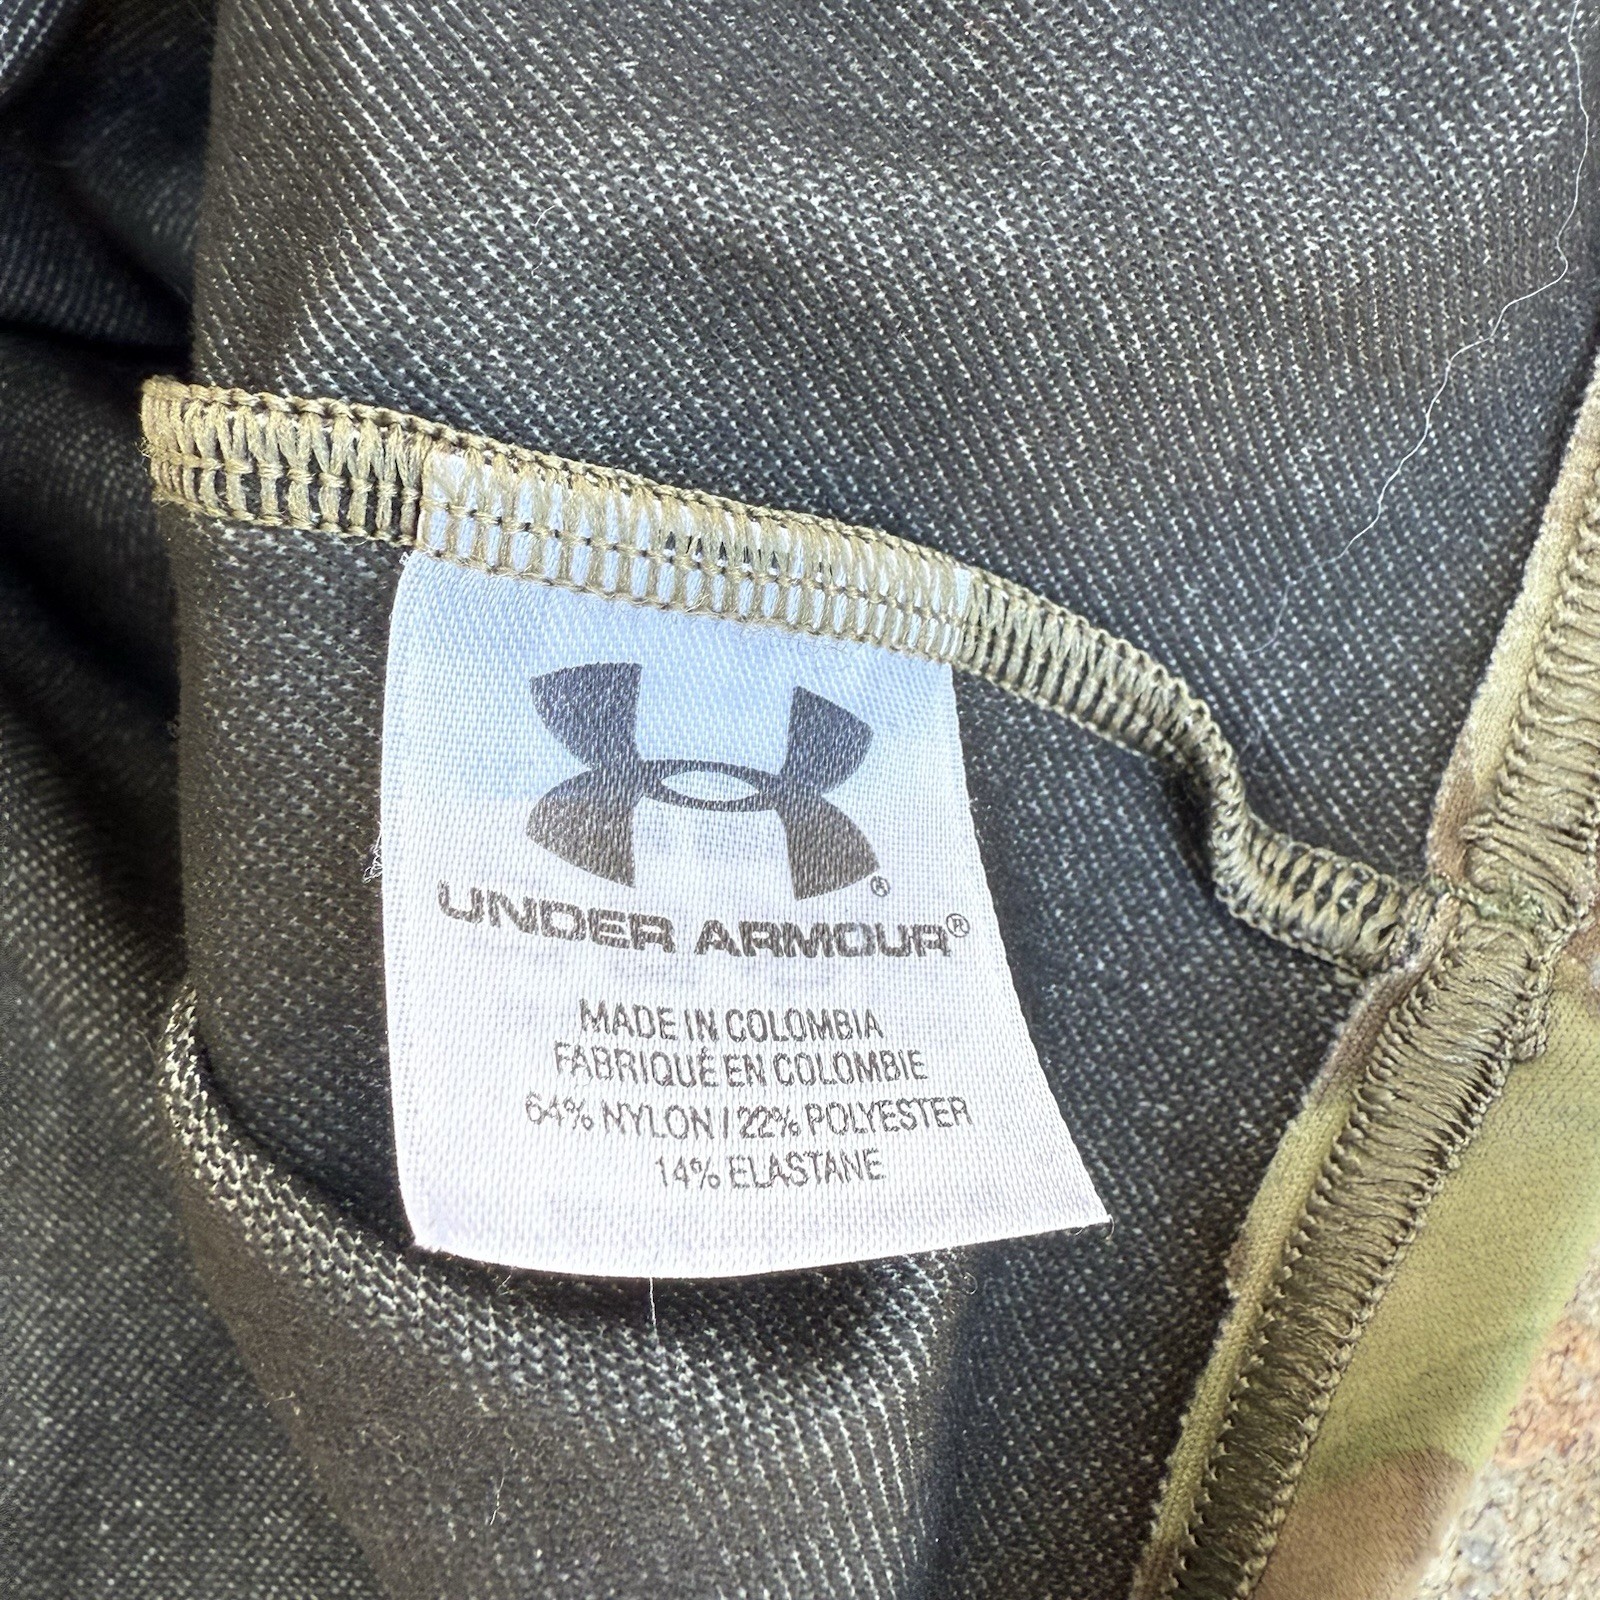 UNDER ARMOUR®
MADE IN COLOMBIA
FABRIQUÉ EN COLOMBIE
64% NYLON / 22% POLYESTER
14% ELASTANE